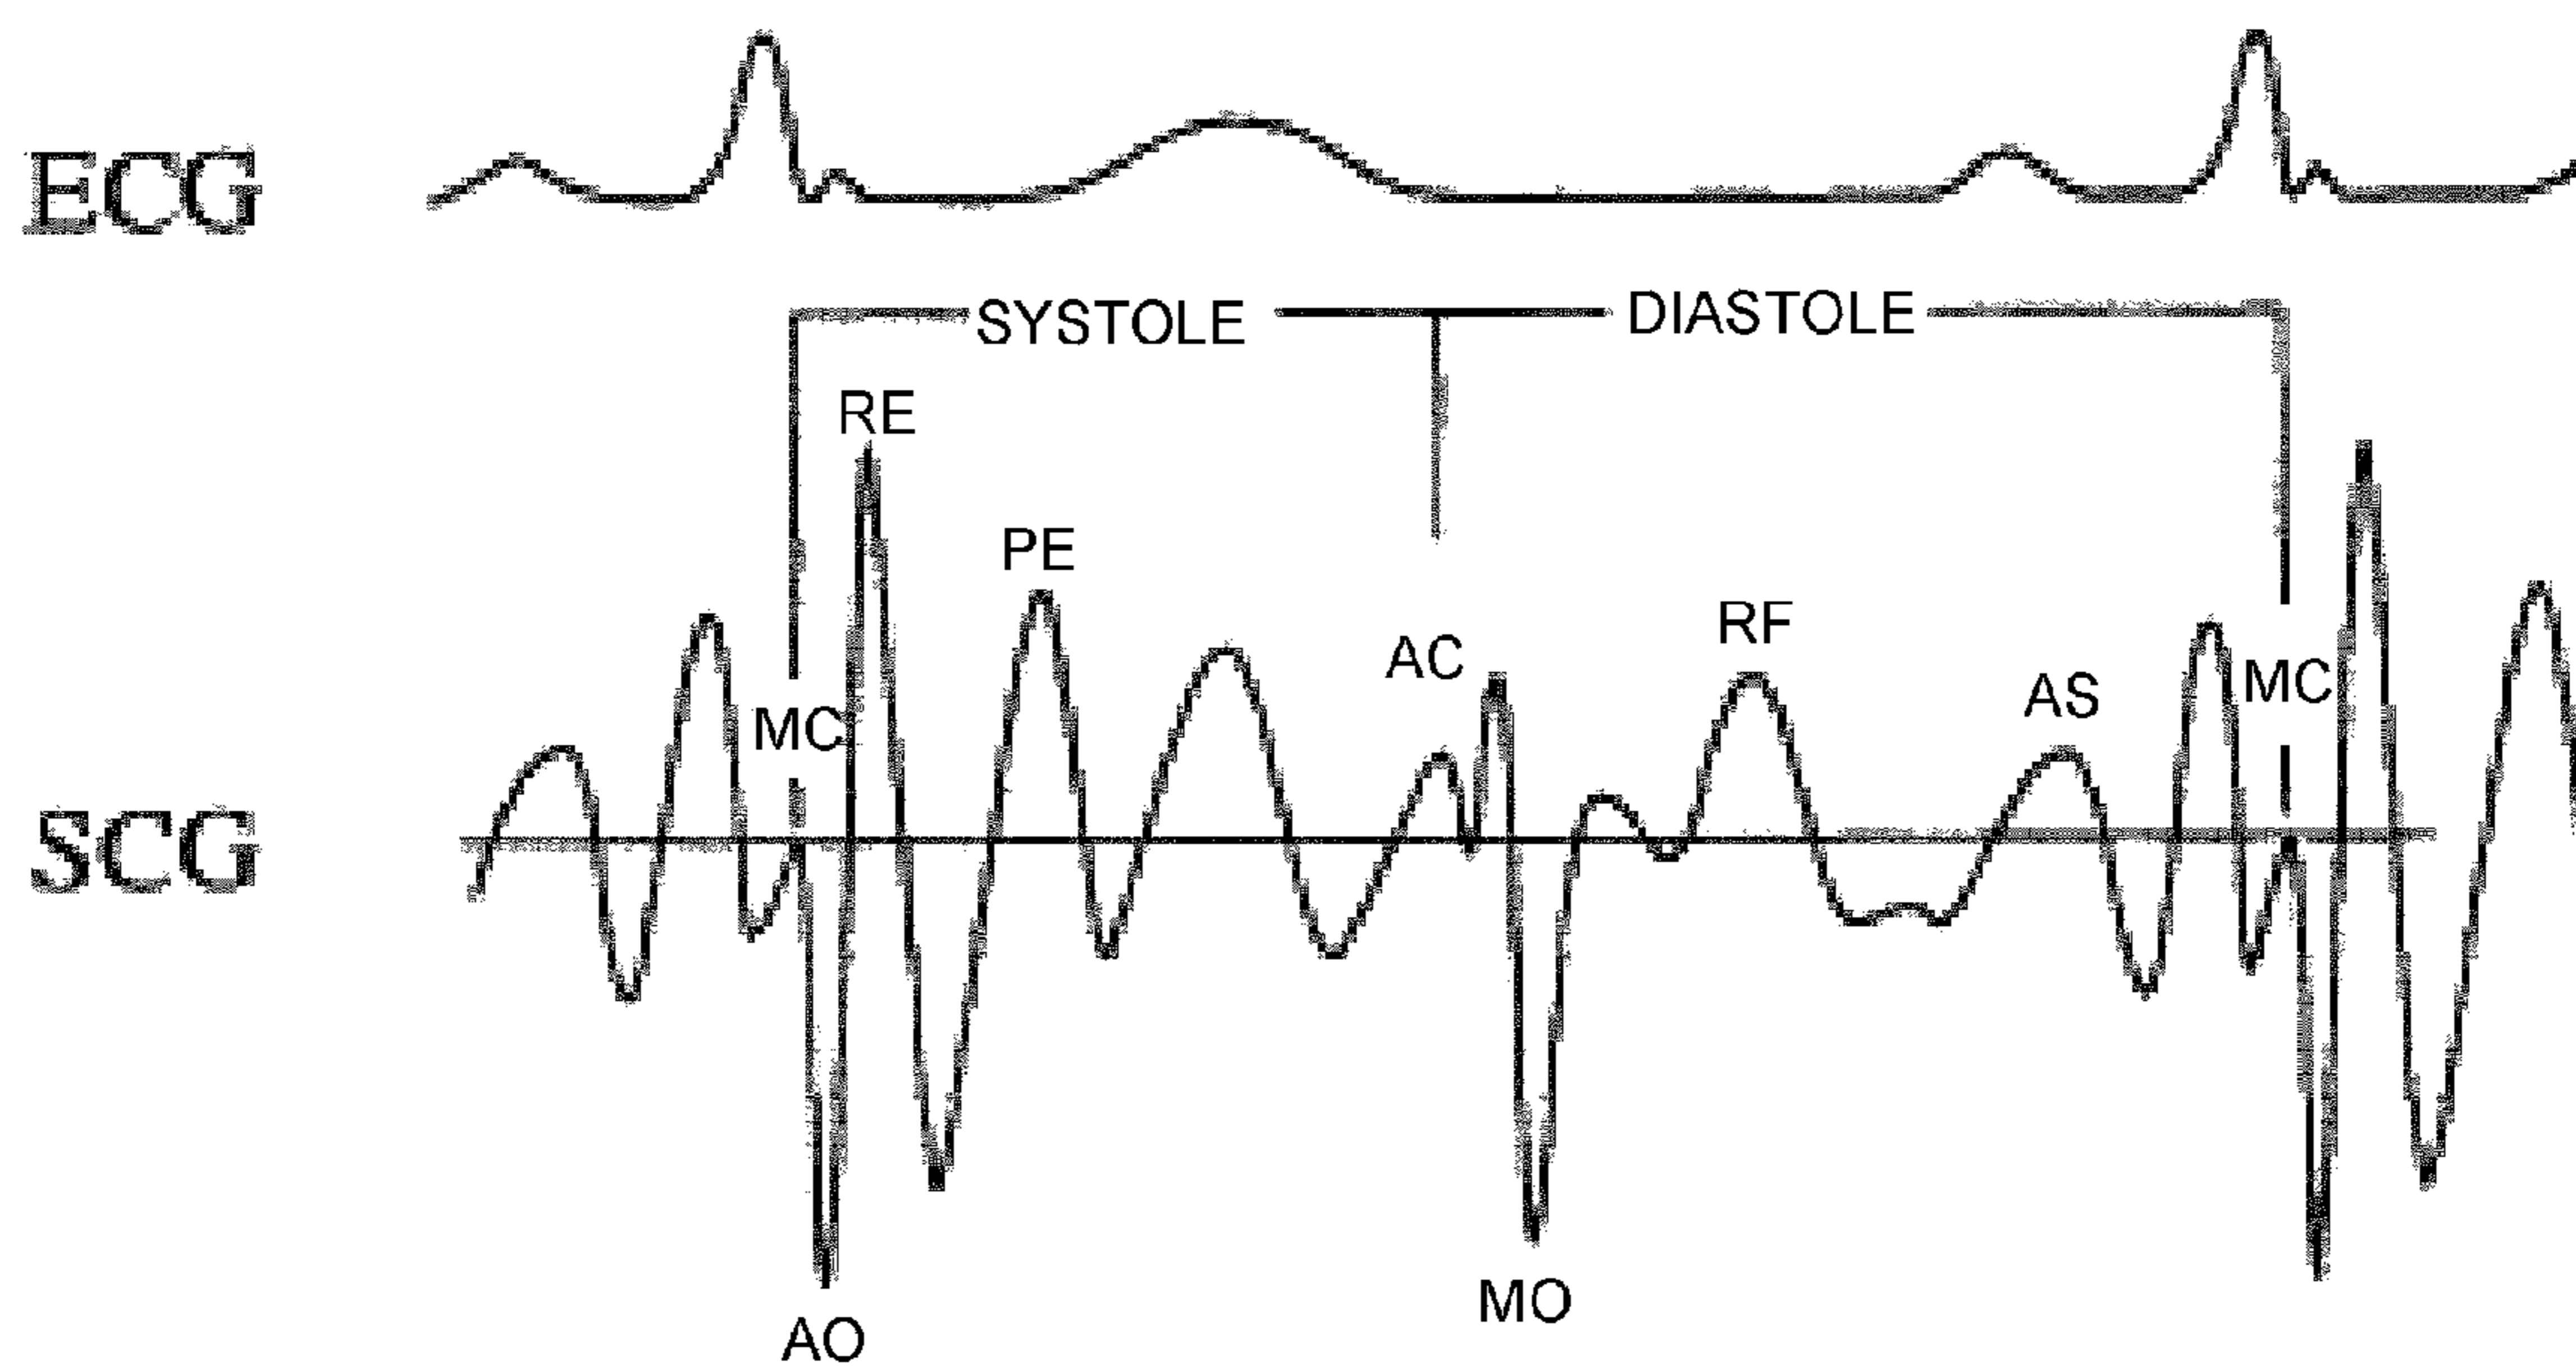 ECG
SYSTOLE
DIASTOLE
RE
PE
AC
RF
AS
MC
MC
SCG
AO
MO